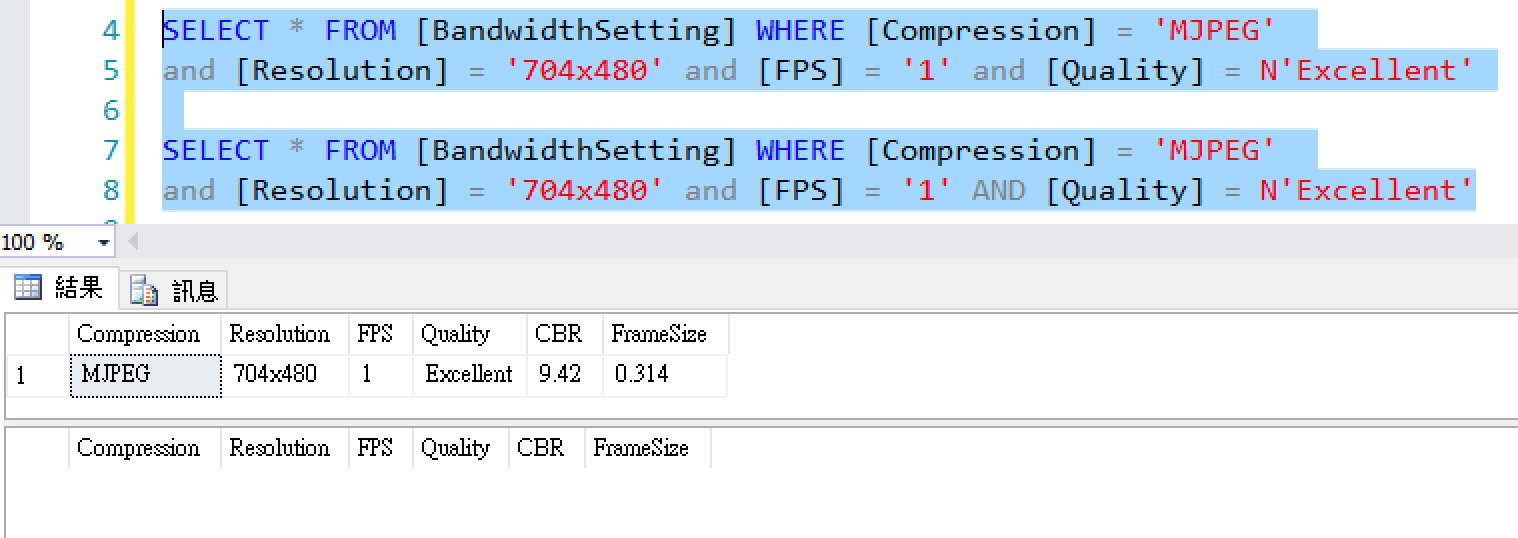 4 SELECT * FROM [BandwidthSetting] WHERE [Compression] = 'MJPEG'
5 and [Resolution] = '704x480' and [FPS] = '1' and [Quality] = N'Excellent'
6
7 SELECT * FROM [BandwidthSetting] WHERE [Compression] = 'MJPEG'
8 and [Resolution] = '704x480' and [FPS] = '1' AND [Quality] = N'Excellent'
100 %
結果 訊息
Compression Resolution FPS Quality CBR FrameSize
1 MJPEG 704x480 1 Excellent 9.42 0.314
Compression Resolution FPS Quality CBR FrameSize